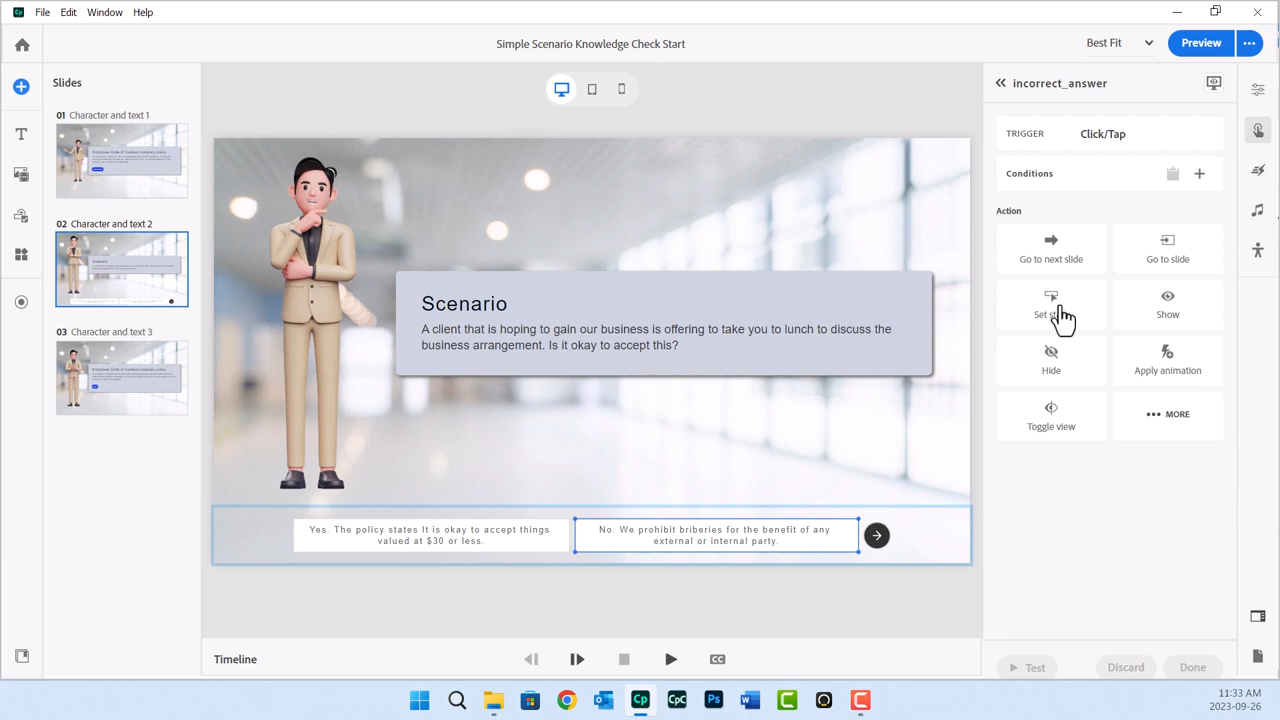 Cp File Edit Window Help
Simple Scenario Knowledge Check Start
Best Fit
Preview
Slides
01 Character and text 1
02 Character and text 2
03 Character and text 3
Scenario
A client that is hoping to gain our business is offering to take you to lunch to discuss the
business arrangement. Is it okay to accept this?
Yes. The policy states It is okay to accept things
valued at $30 or less.
No. We prohibit briberies for the benefit of any
external or internal party.
incorrect_answer
TRIGGER Click/Tap
Conditions
Action
Go to next slide
Go to slide
Show
Hide
Apply animation
Toggle view
MORE
Timeline
CC
Test
Discard
Done
Cp
CpC
Ps
W
C
C
11:33 AM
2023-09-26